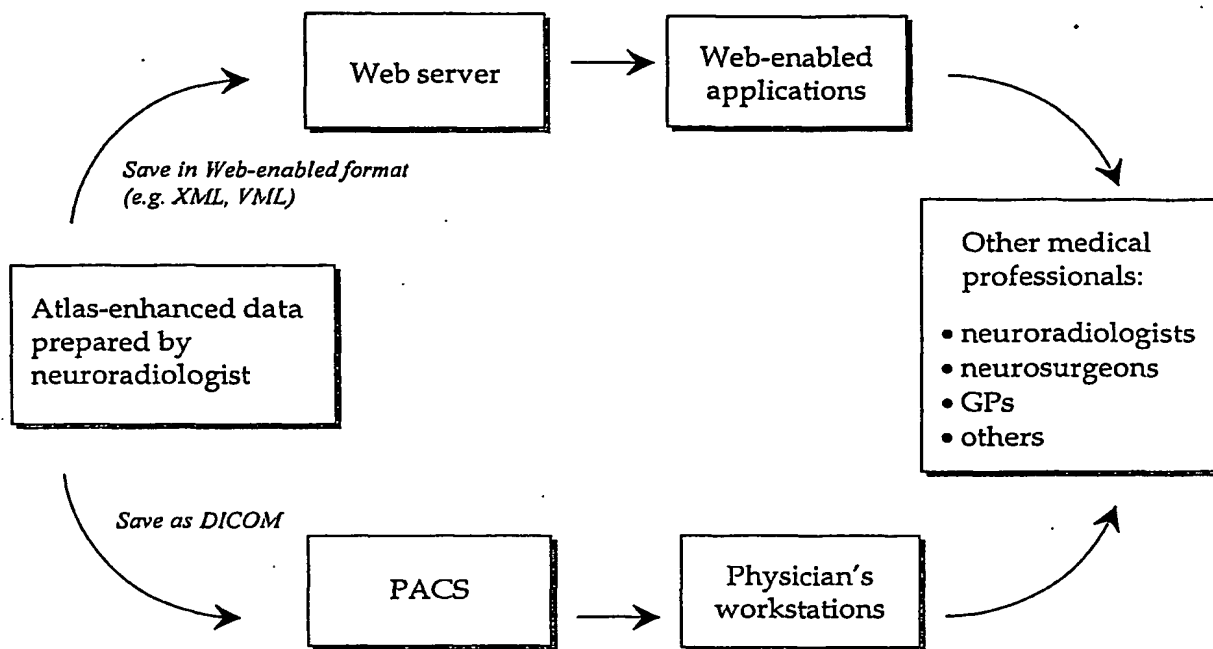 Web server
Web-enabled
applications
Save in Web-enabled format
(e.g. XML, VML)
Atlas-enhanced data
prepared by
neuroradiologist
Other medical
professionals:
• neuroradiologists
• neurosurgeons
• GPs
• others
Save as DICOM
PACS
Physician's
workstations